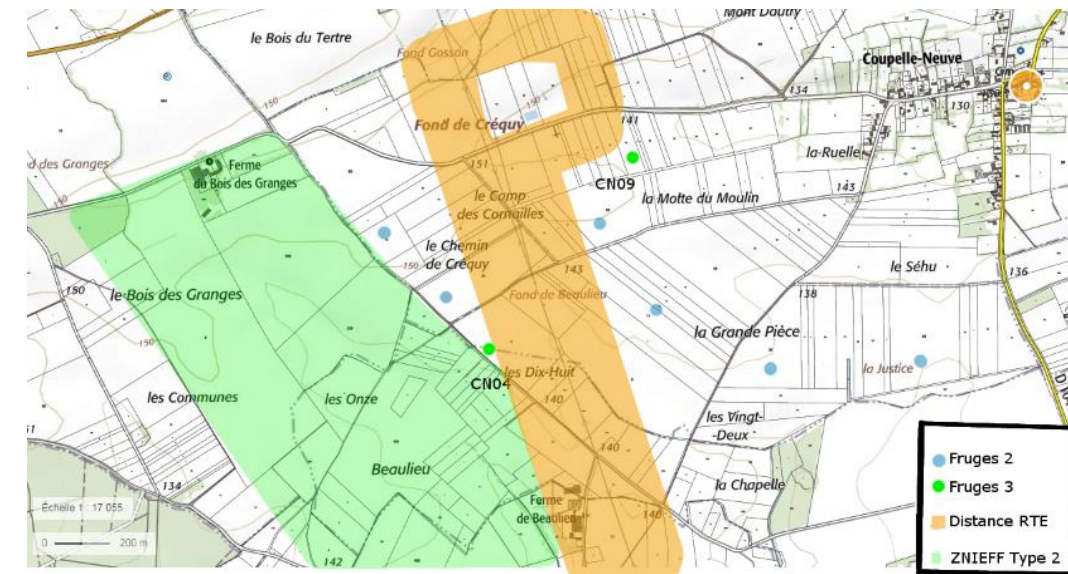 Mont Doutry
le Bois du Tertre
Fond Gosson
Coupelle-Neuve
150
134
130
Fond de Créquy
150
141
151
la Ruelle
Ferme
du Bois des Granges
CN09
143
la Motte du Moulin
le Camp
des Cornailles
le Chemin
de Créquy
150
143
le Séhu
136
150
le Bois des Granges
Fond de Beaulieu
138
la Grande Pièce
150
la Justice
CN04
les Dix-Huit
140
les Communes
les Onze
les Vingt-
-Deux
Beaulieu
140
134
la Chapelle
Ferme
de Beaulieu
140
142
Échelle 1 : 17 055
0 200 m
Fruges 2
Fruges 3
Distance RTE
ZNIEFF Type 2